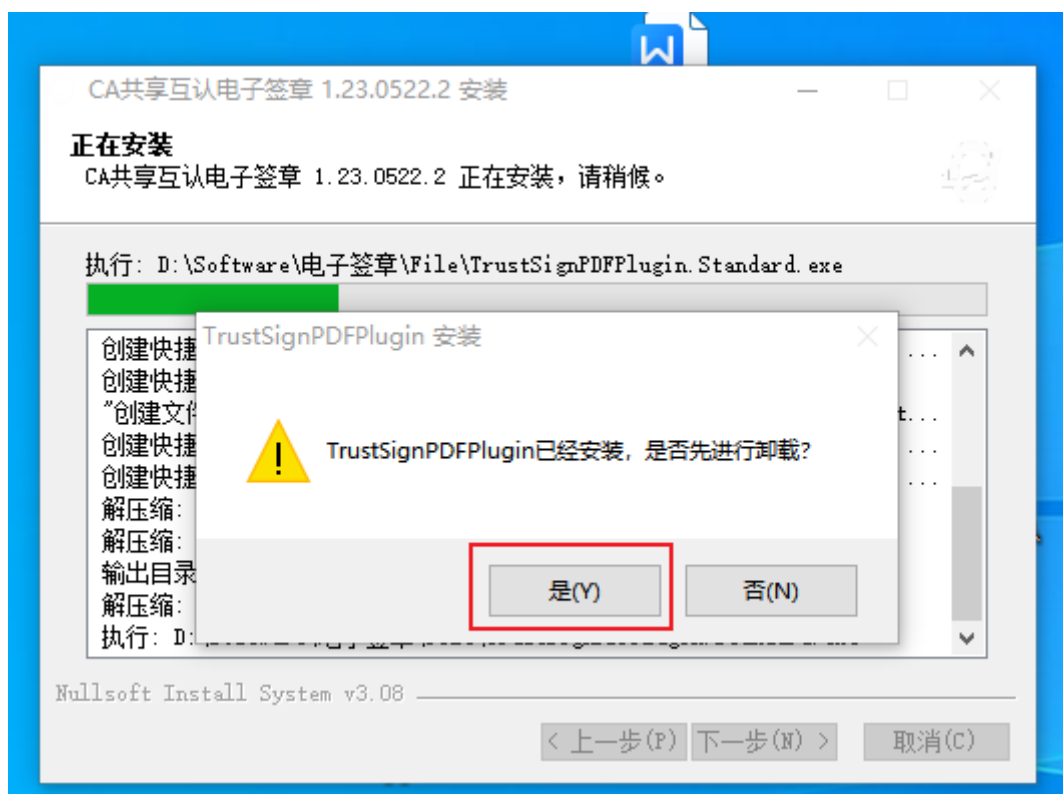 CA共享互认电子签章 1.23.0522.2 安装
正在安装
CA共享互认电子签章 1.23.0522.2 正在安装，请稍候。
执行: D:\Software\电子签章\File\TrustSignPDFPlugin.Standard.exe
创建快捷
...
创建快捷
"创建文件
t...
创建快捷
...
创建快捷
...
解压缩:
解压缩:
输出目录
解压缩:
执行: D:
TrustSignPDFPlugin 安装
TrustSignPDFPlugin已经安装，是否先进行卸载?
是(Y)
否(N)
Nullsoft Install System v3.08
< 上一步(P)
下一步(N) >
取消(C)